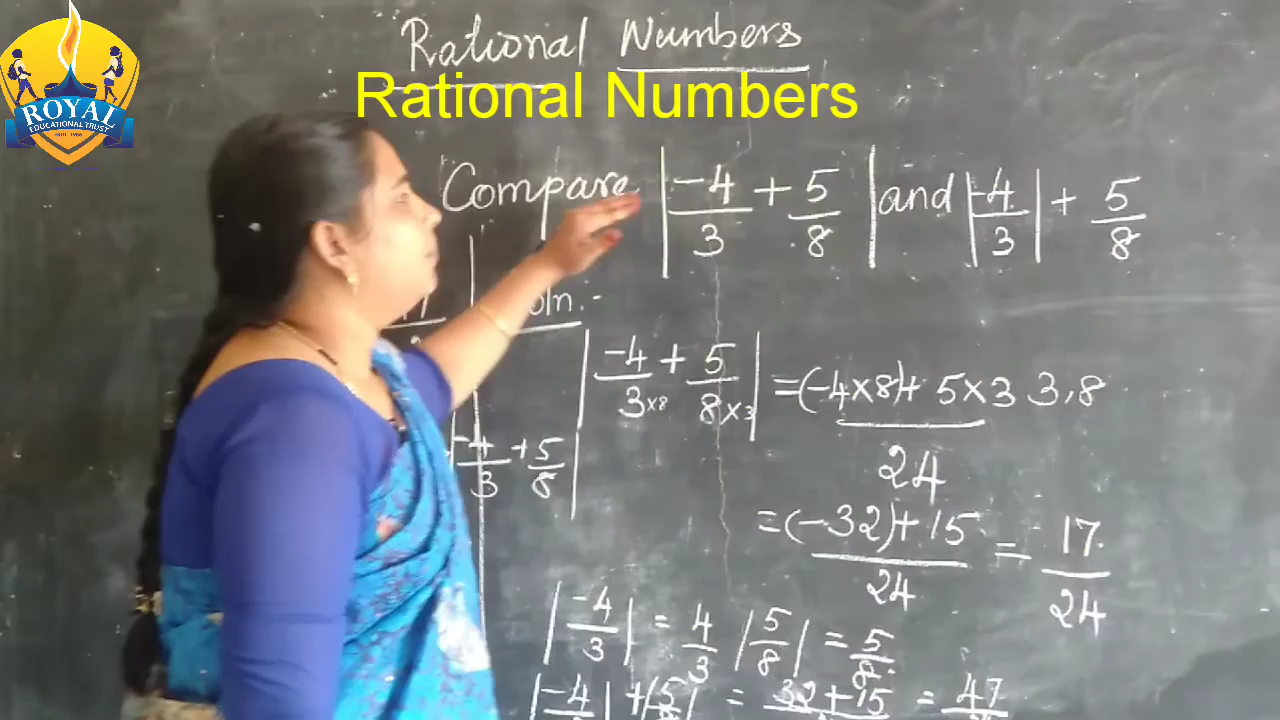 ROYAL
EDUCATIONAL TRUST
Rational Numbers
Rational Numbers
Compare |-4/3 + 5/8| and |-4/3| + 5/8
oln.-
|-4/3×8 + 5/8×3| = (-4×8)+ 5×3 / 24 3,8
-4/3 + 5/8|
= (-32)+15 / 24 = 17/24
|-4/3| = 4/3 |5/8| = 5/8.
|-4/3| + |5/8| = 32+15 = 47